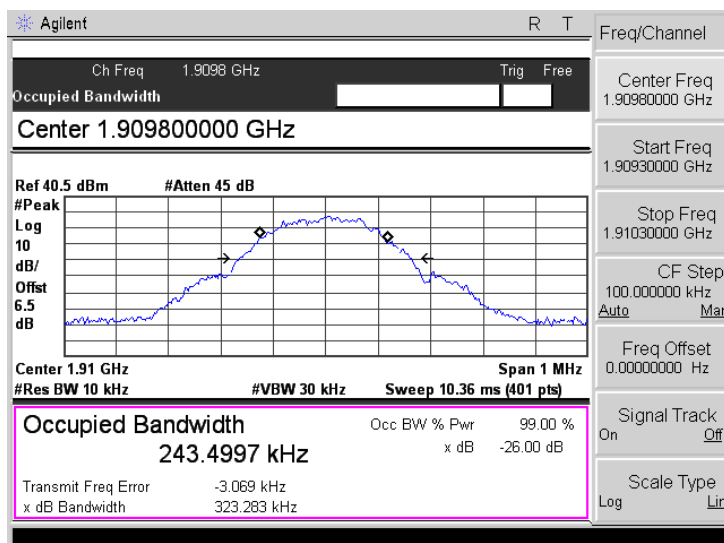 Agilent R T
Freq/Channel
Ch Freq 1.9098 GHz Trig Free
Occupied Bandwidth
Center 1.909800000 GHz
Ref 40.5 dBm #Atten 45 dB
#Peak
Log
10
dB/
Offst
6.5
dB
Center 1.91 GHz Span 1 MHz
#Res BW 10 kHz #VBW 30 kHz Sweep 10.36 ms (401 pts)
Occupied Bandwidth
243.4997 kHz
Occ BW % Pwr 99.00 %
x dB -26.00 dB
Transmit Freq Error -3.069 kHz
x dB Bandwidth 323.283 kHz
Center Freq
1.90980000 GHz
Start Freq
1.90930000 GHz
Stop Freq
1.91030000 GHz
CF Step
100.000000 kHz
Auto Man
Freq Offset
0.00000000 Hz
Signal Track
On Off
Scale Type
Log Lin